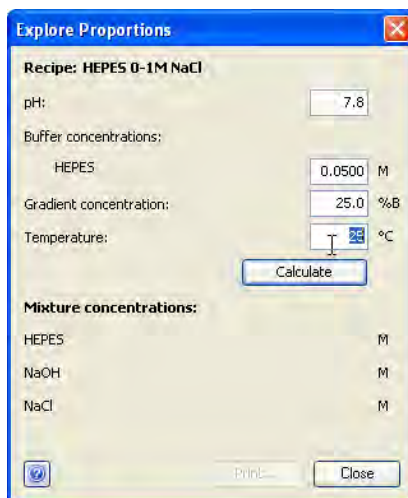 Explore Proportions
Recipe: HEPES 0-1M NaCl
pH: 7.8
Buffer concentrations:
HEPES 0.0500 M
Gradient concentration: 25.0 %B
Temperature: 25 °C
Calculate
Mixture concentrations:
HEPES M
NaOH M
NaCl M
? Print... Close